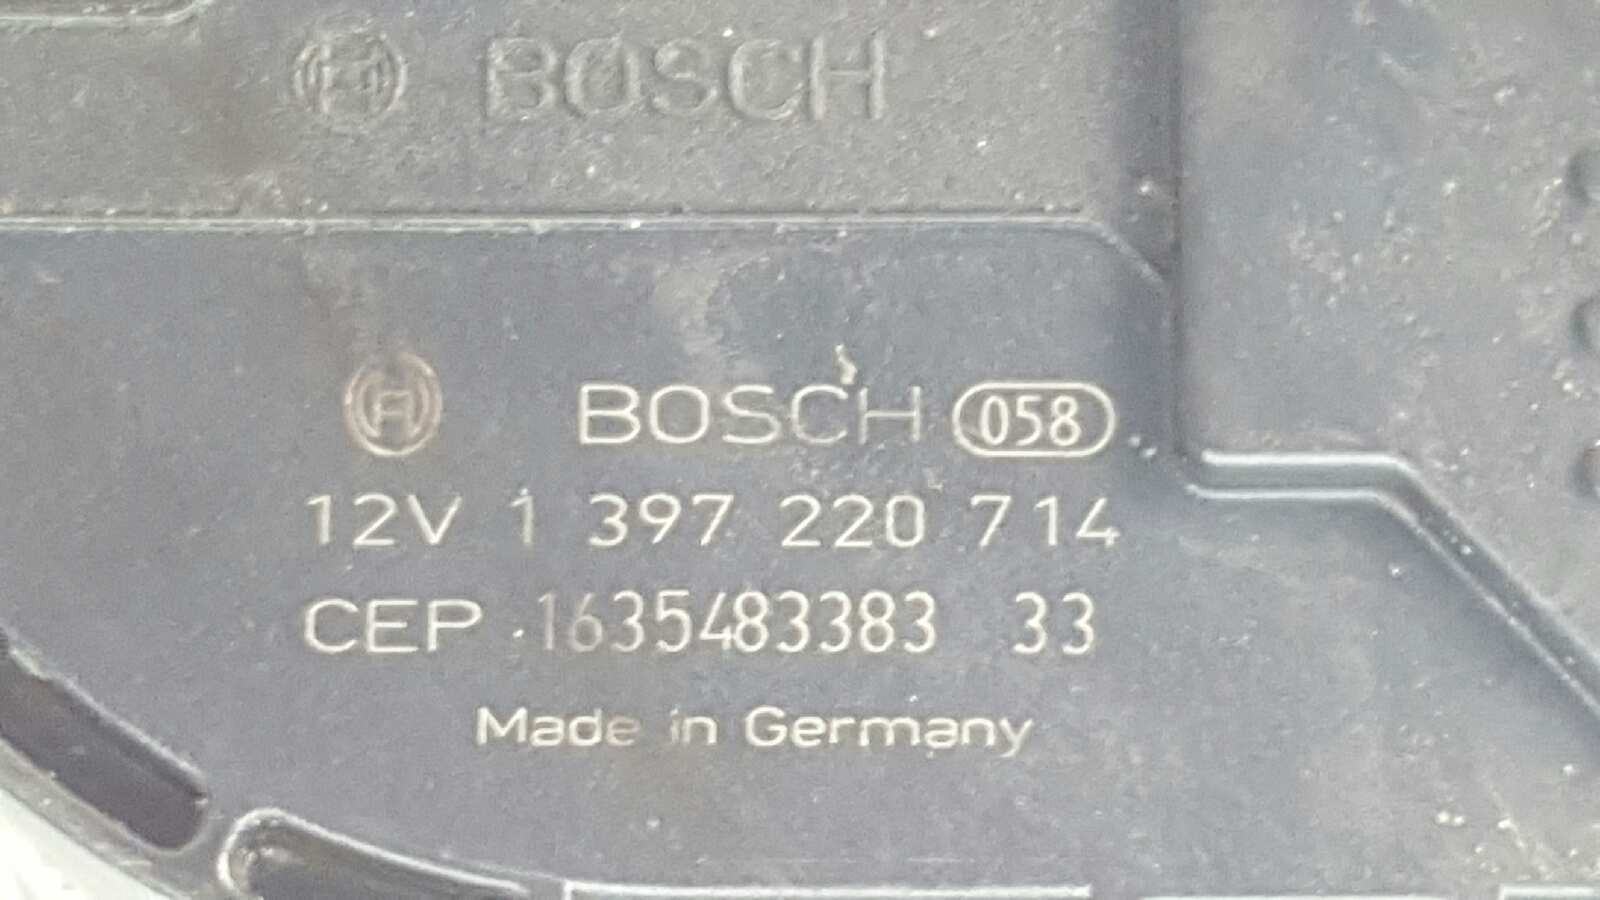 BOSCH
BOSCH 058
12V 1 397 220 714
CEP 1635483383 33
Made in Germany